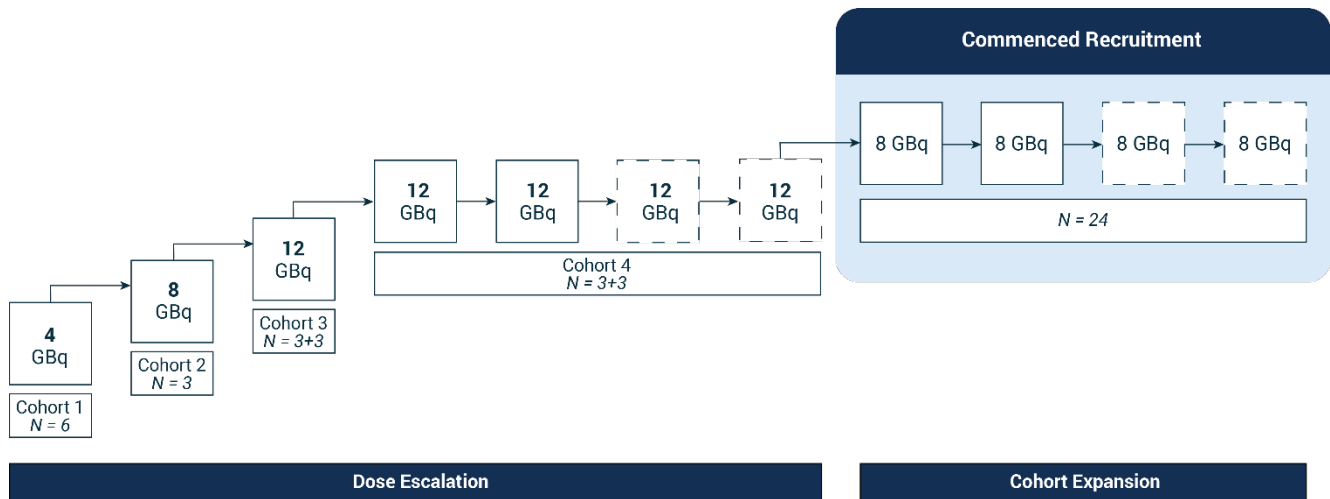 Commenced Recruitment
8 GBq
8 GBq
8 GBq
8 GBq
N = 24
12
GBq
12
GBq
12
GBq
12
GBq
Cohort 4
N = 3+3
12
GBq
Cohort 3
N = 3+3
8
GBq
Cohort 2
N = 3
4
GBq
Cohort 1
N = 6
Dose Escalation
Cohort Expansion